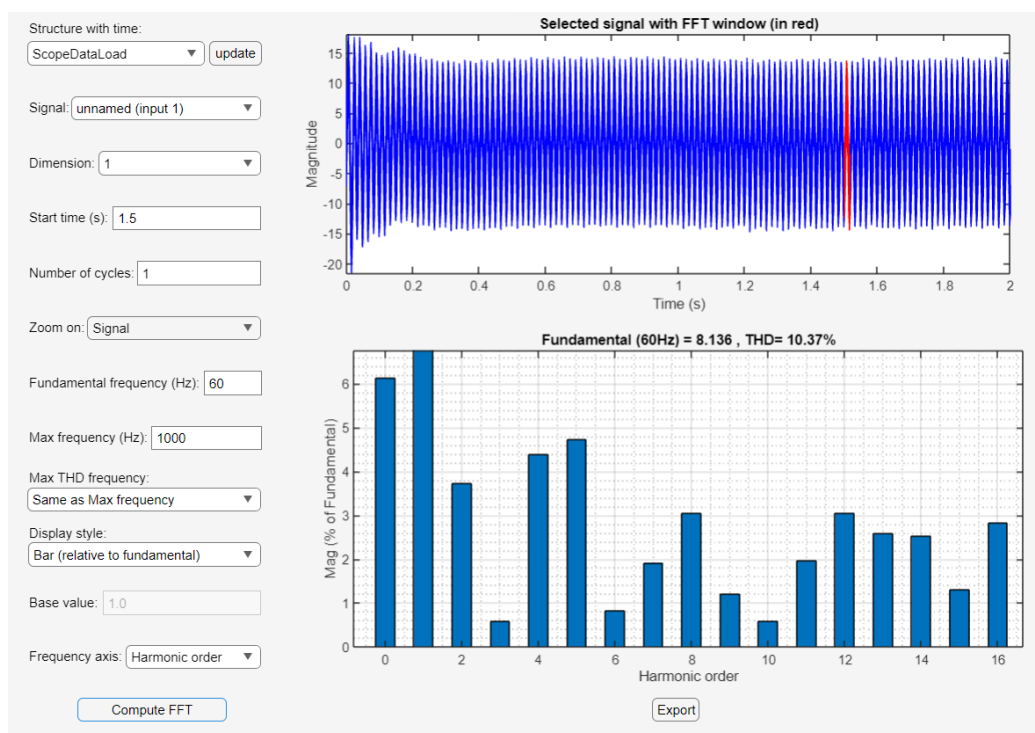 Structure with time:
ScopeDataLoad update
Signal: unnamed (input 1)
Dimension: 1
Start time (s): 1.5
Number of cycles: 1
Zoom on: Signal
Fundamental frequency (Hz): 60
Max frequency (Hz): 1000
Max THD frequency:
Same as Max frequency
Display style:
Bar (relative to fundamental)
Base value: 1.0
Frequency axis: Harmonic order
Compute FFT
Selected signal with FFT window (in red)
Magnitude
15
10
5
0
-5
-10
-15
-20
0 0.2 0.4 0.6 0.8 1 1.2 1.4 1.6 1.8 2
Time (s)
Fundamental (60Hz) = 8.136 , THD= 10.37%
Mag (% of Fundamental)
6
5
4
3
2
1
0
0 2 4 6 8 10 12 14 16
Harmonic order
Export